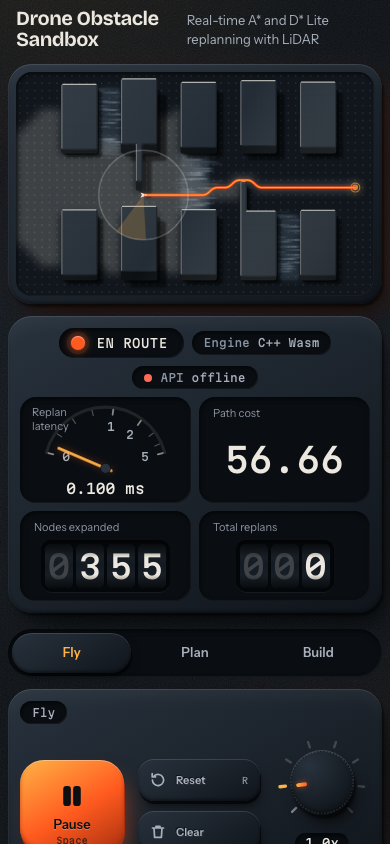 Drone Obstacle
Sandbox
Real-time A* and D* Lite
replanning with LiDAR
EN ROUTE
Engine C++ Wasm
API offline
Replan
latency
0
1
2
5
0.100 ms
Path cost
56.66
Nodes expanded
0355
Total replans
000
Fly
Plan
Build
Fly
Pause
Space
Reset
R
Clear
1.0x